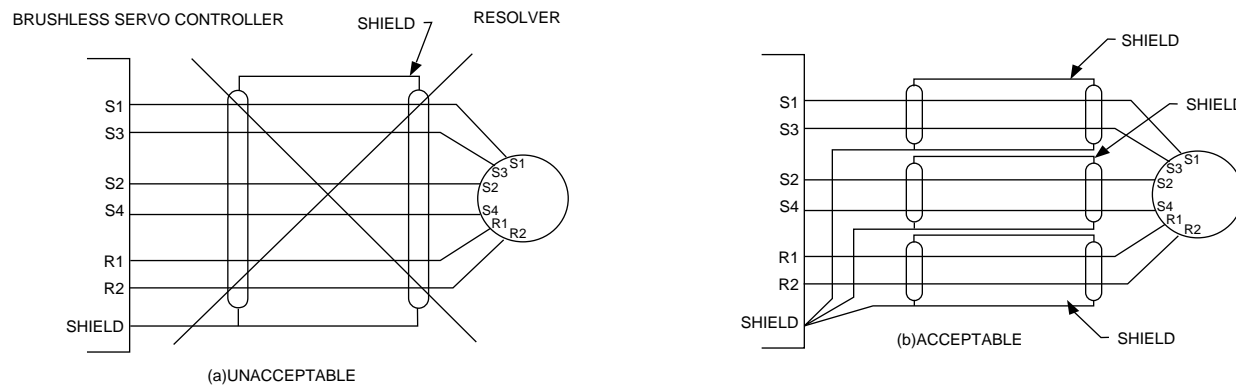 BRUSHLESS SERVO CONTROLLER
SHIELD
RESOLVER
S1
S3
S2
S4
R1
R2
SHIELD
S1
S3
S2
S4
R1
R2
(a)UNACCEPTABLE
SHIELD
SHIELD
S1
S3
S2
S4
R1
R2
SHIELD
S1
S3
S2
S4
R1
R2
SHIELD
(b)ACCEPTABLE